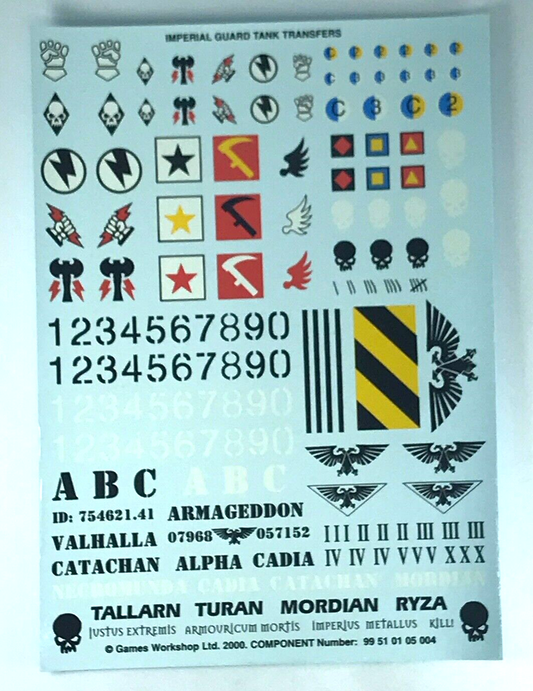 IMPERIAL GUARD TANK TRANSFERS
C 3 C 2
1234567890
1234567890
1234567890
1234567890
A B C A B C
ID: 754621.41 ARMAGEDDON
VALHALLA 07968 057152 III II II II III III III
CATACHAN ALPHA CADIA IV IV IV V V V X X X
NECROMUNDA CADIA CATACHAN MORDIAN
TALLARN TURAN MORDIAN RYZA
JUSTUS EXTREMIS ARMOURICUM MORTIS IMPERIUS METALLUS KILL!
© Games Workshop Ltd. 2000. COMPONENT Number: 99 51 01 05 004